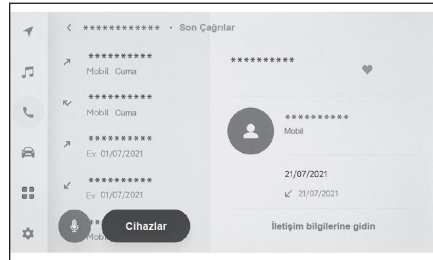 ************ • Son Çağrılar
**********
Mobil Cuma
**********
Mobil Cuma
**********
Ev 01/07/2021
**********
Ev 01/07/2021
**
Mobi
Cihazlar
**********
**********
Mobil
21/07/2021
21/07/2021
İletişim bilgilerine gidin